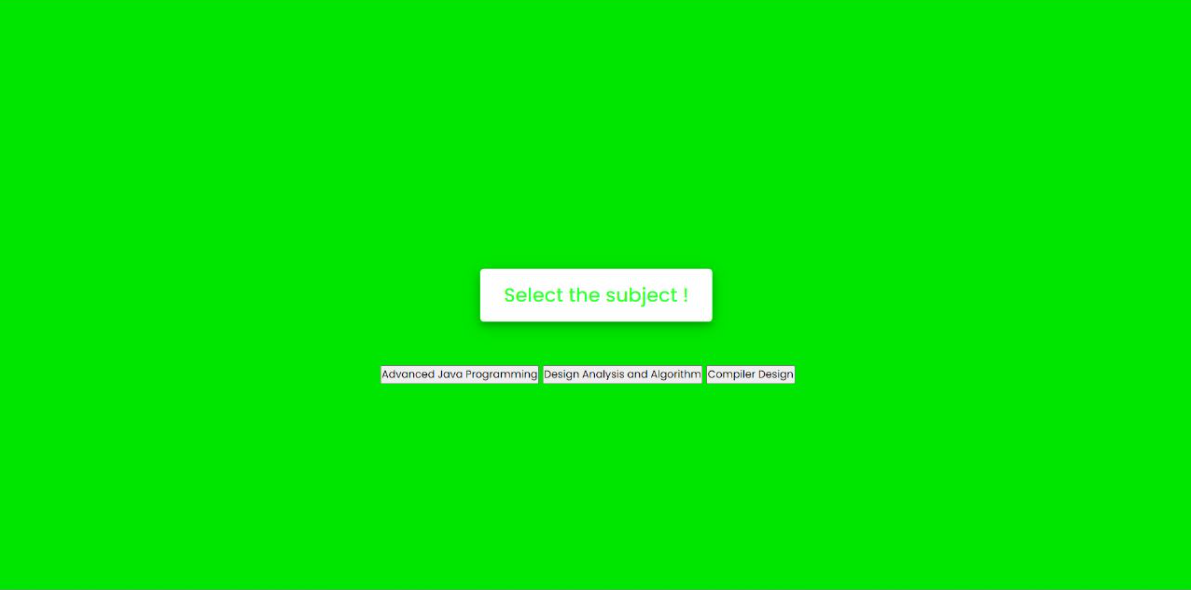 Select the subject !
Advanced Java Programming Design Analysis and Algorithm Compiler Design